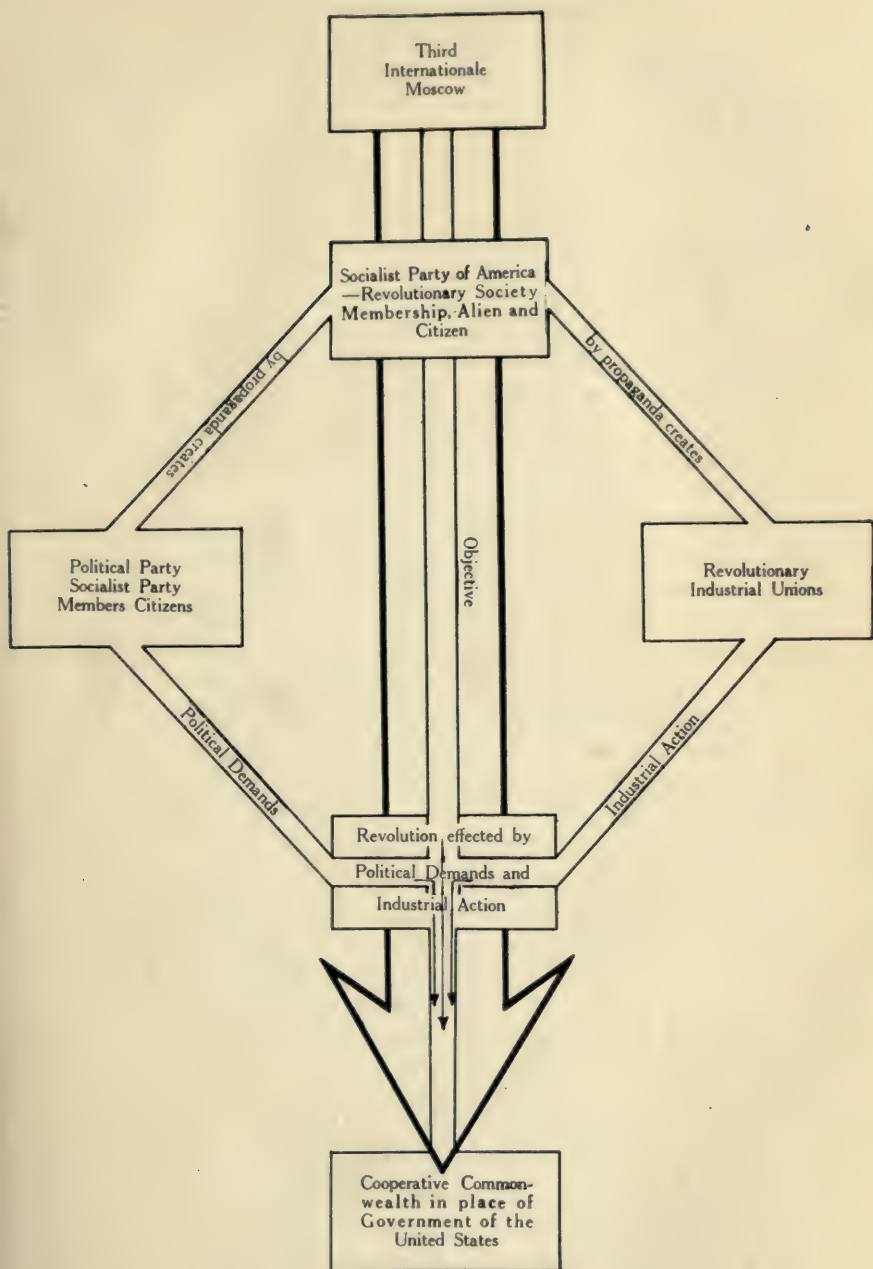 Third
Internationale
Moscow
Socialist Party of America
—Revolutionary Society
Membership, Alien and
Citizen
by propaganda creates
by propaganda creates
Objective
Political Party
Socialist Party
Members Citizens
Revolutionary
Industrial Unions
Political Demands
Industrial Action
Revolution effected by
Political Demands and
Industrial Action
Cooperative Common-
wealth in place of
Government of the
United States